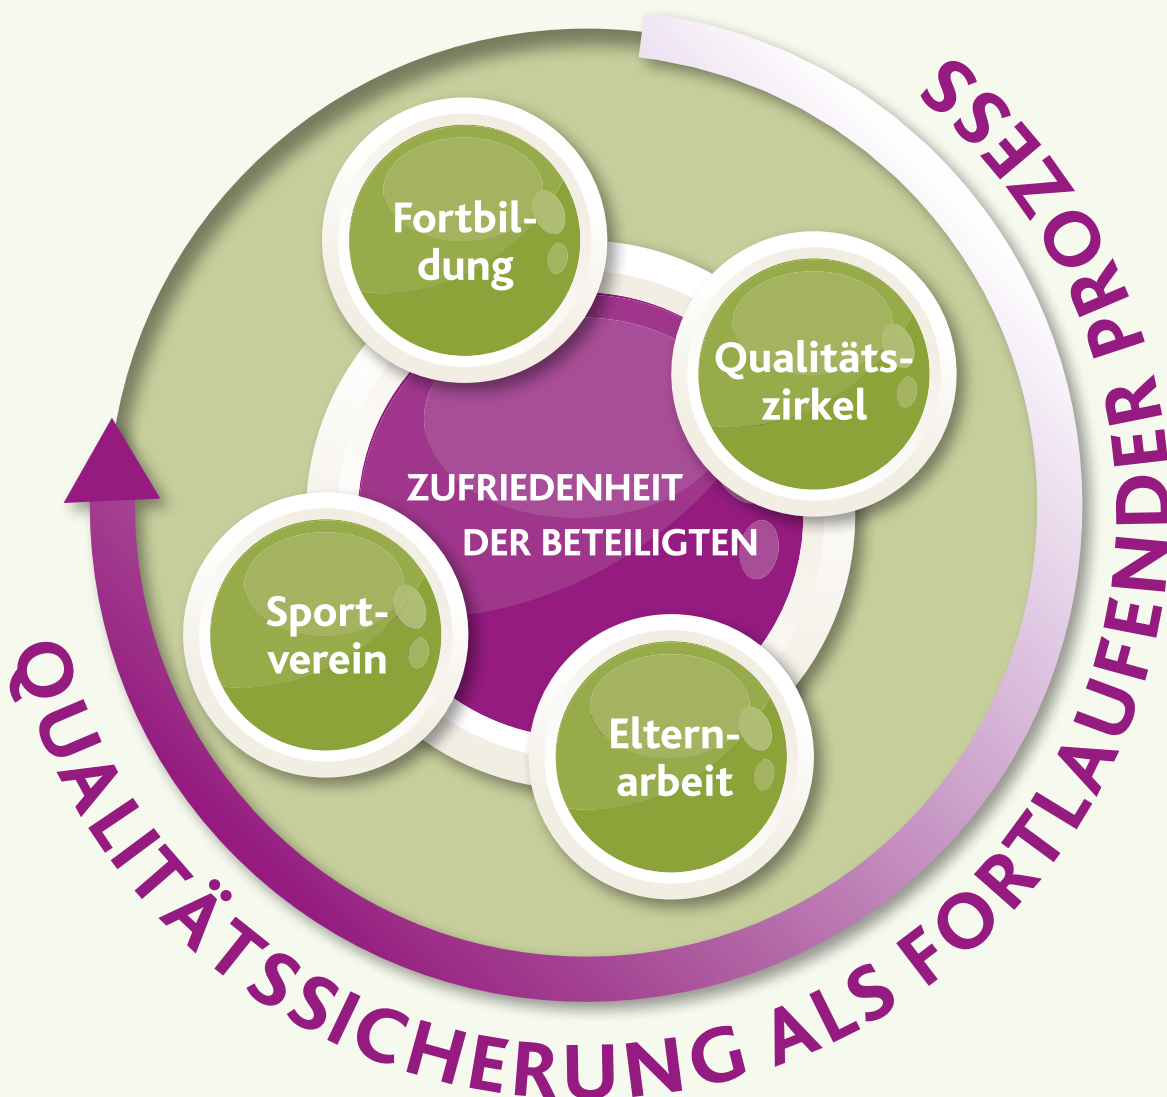 Fortbil-
dung
Qualitäts-
zirkel
ZUFRIEDENHEIT
DER BETEILIGTEN
Sport-
verein
Eltern-
arbeit
QUALITÄTSSICHERUNG ALS FORTLAUFENDER PROZESS